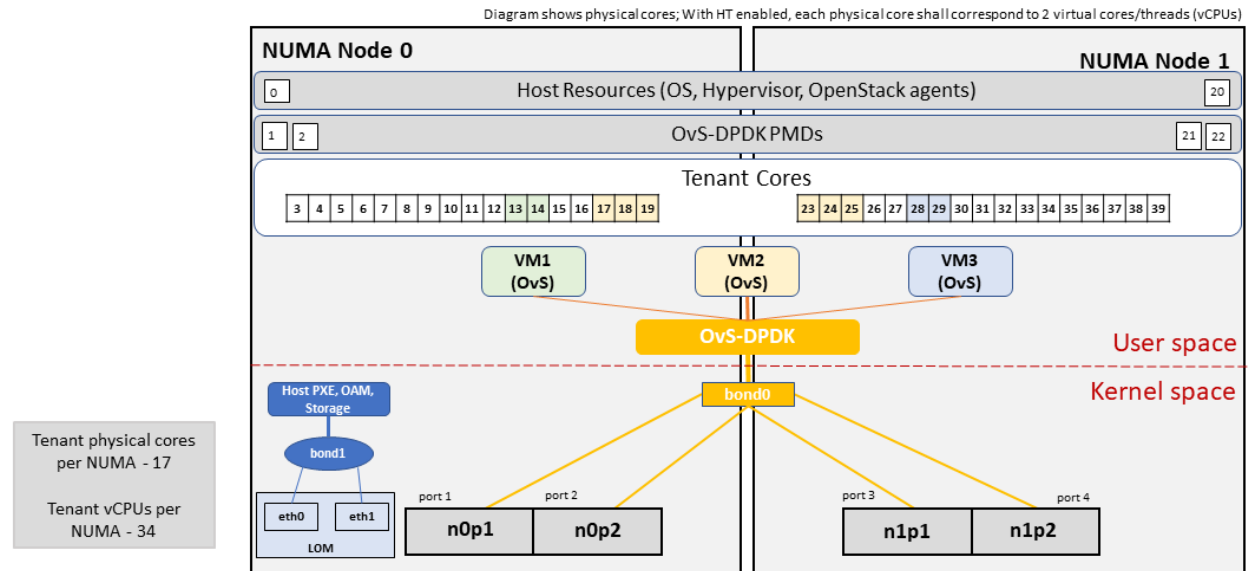 Diagram shows physical cores; With HT enabled, each physical core shall correspond to 2 virtual cores/threads (vCPUs)
NUMA Node 0
NUMA Node 1
0
Host Resources (OS, Hypervisor, OpenStack agents)
20
1 2
OvS-DPDK PMDs
21 22
Tenant Cores
3 4 5 6 7 8 9 10 11 12 13 14 15 16 17 18 19
23 24 25 26 27 28 29 30 31 32 33 34 35 36 37 38 39
VM1
(OvS)
VM2
(OvS)
VM3
(OvS)
OvS-DPDK
User space
Kernel space
Host PXE, OAM,
Storage
bond0
bond1
Tenant physical cores
per NUMA - 17
Tenant vCPUs per
NUMA - 34
eth0
eth1
LOM
port 1
port 2
n0p1
n0p2
port 3
port 4
n1p1
n1p2